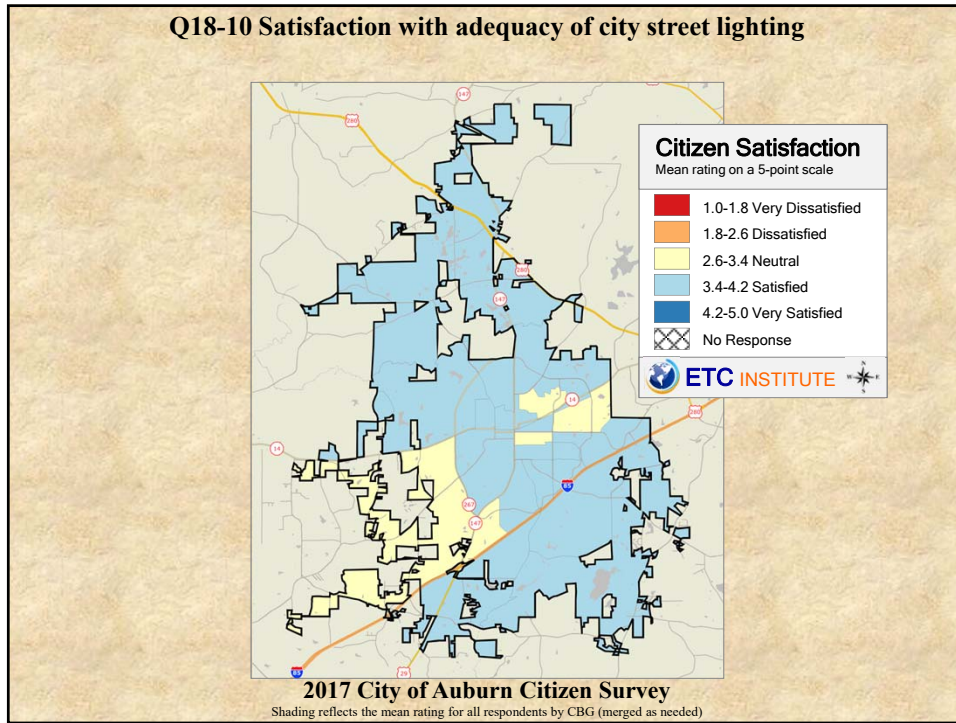 Q18-10 Satisfaction with adequacy of city street lighting
147
280
280
147
Citizen Satisfaction
Mean rating on a 5-point scale
1.0-1.8 Very Dissatisfied
1.8-2.6 Dissatisfied
2.6-3.4 Neutral
3.4-4.2 Satisfied
4.2-5.0 Very Satisfied
No Response
ETC INSTITUTE
N
W E
S
14
280
14
85
267
147
85
29
2017 City of Auburn Citizen Survey
Shading reflects the mean rating for all respondents by CBG (merged as needed)